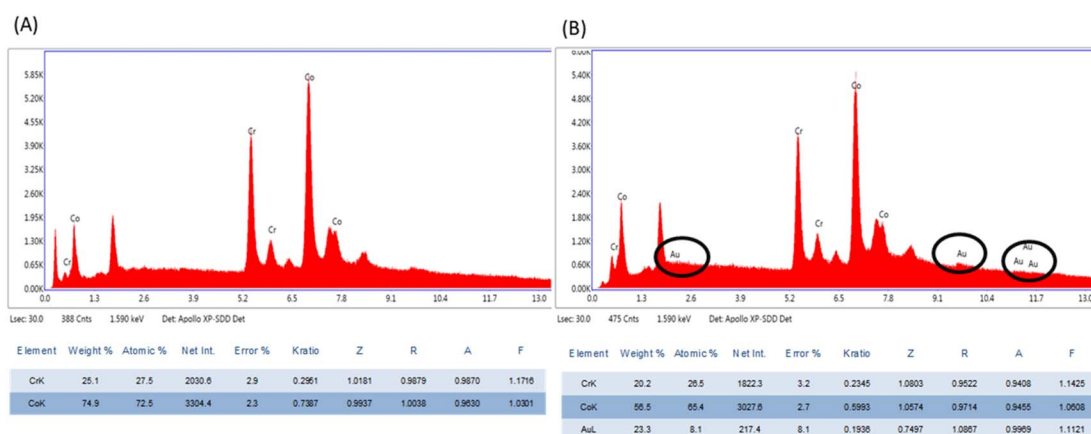 (A)
5.85K
5.20K
4.55K
3.90K
3.25K
2.60K
1.95K
1.30K
0.65K
0.00K
Co
Cr
Co
Cr
Cr
Co
0.0 1.3 2.6 3.9 5.2 6.5 7.8 9.1 10.4 11.7 13.0
Lsec: 30.0 388 Cnts 1.590 keV Det: Apollo XP-SDD Det
Element Weight % Atomic % Net Int. Error % Kratio Z R A F
CrK 25.1 27.5 2030.6 2.9 0.2951 1.0181 0.9879 0.9870 1.1716
CoK 74.9 72.5 3304.4 2.3 0.7387 0.9937 1.0038 0.9630 1.0301
(B)
6.00K
5.40K
4.80K
4.20K
3.60K
3.00K
2.40K
1.80K
1.20K
0.60K
0.00K
Co
Cr
Co
Cr
Co
Cr
Au
Au
Au
Au Au
0.0 1.3 2.6 3.9 5.2 6.5 7.8 9.1 10.4 11.7 13.0
Lsec: 30.0 475 Cnts 1.590 keV Det: Apollo XP-SDD Det
Element Weight % Atomic % Net Int. Error % Kratio Z R A F
CrK 20.2 26.5 1822.3 3.2 0.2345 1.0803 0.9522 0.9408 1.1425
CoK 56.5 65.4 3027.6 2.7 0.5993 1.0574 0.9714 0.9455 1.0608
AuL 23.3 8.1 217.4 8.1 0.1936 0.7497 1.0867 0.9969 1.1121